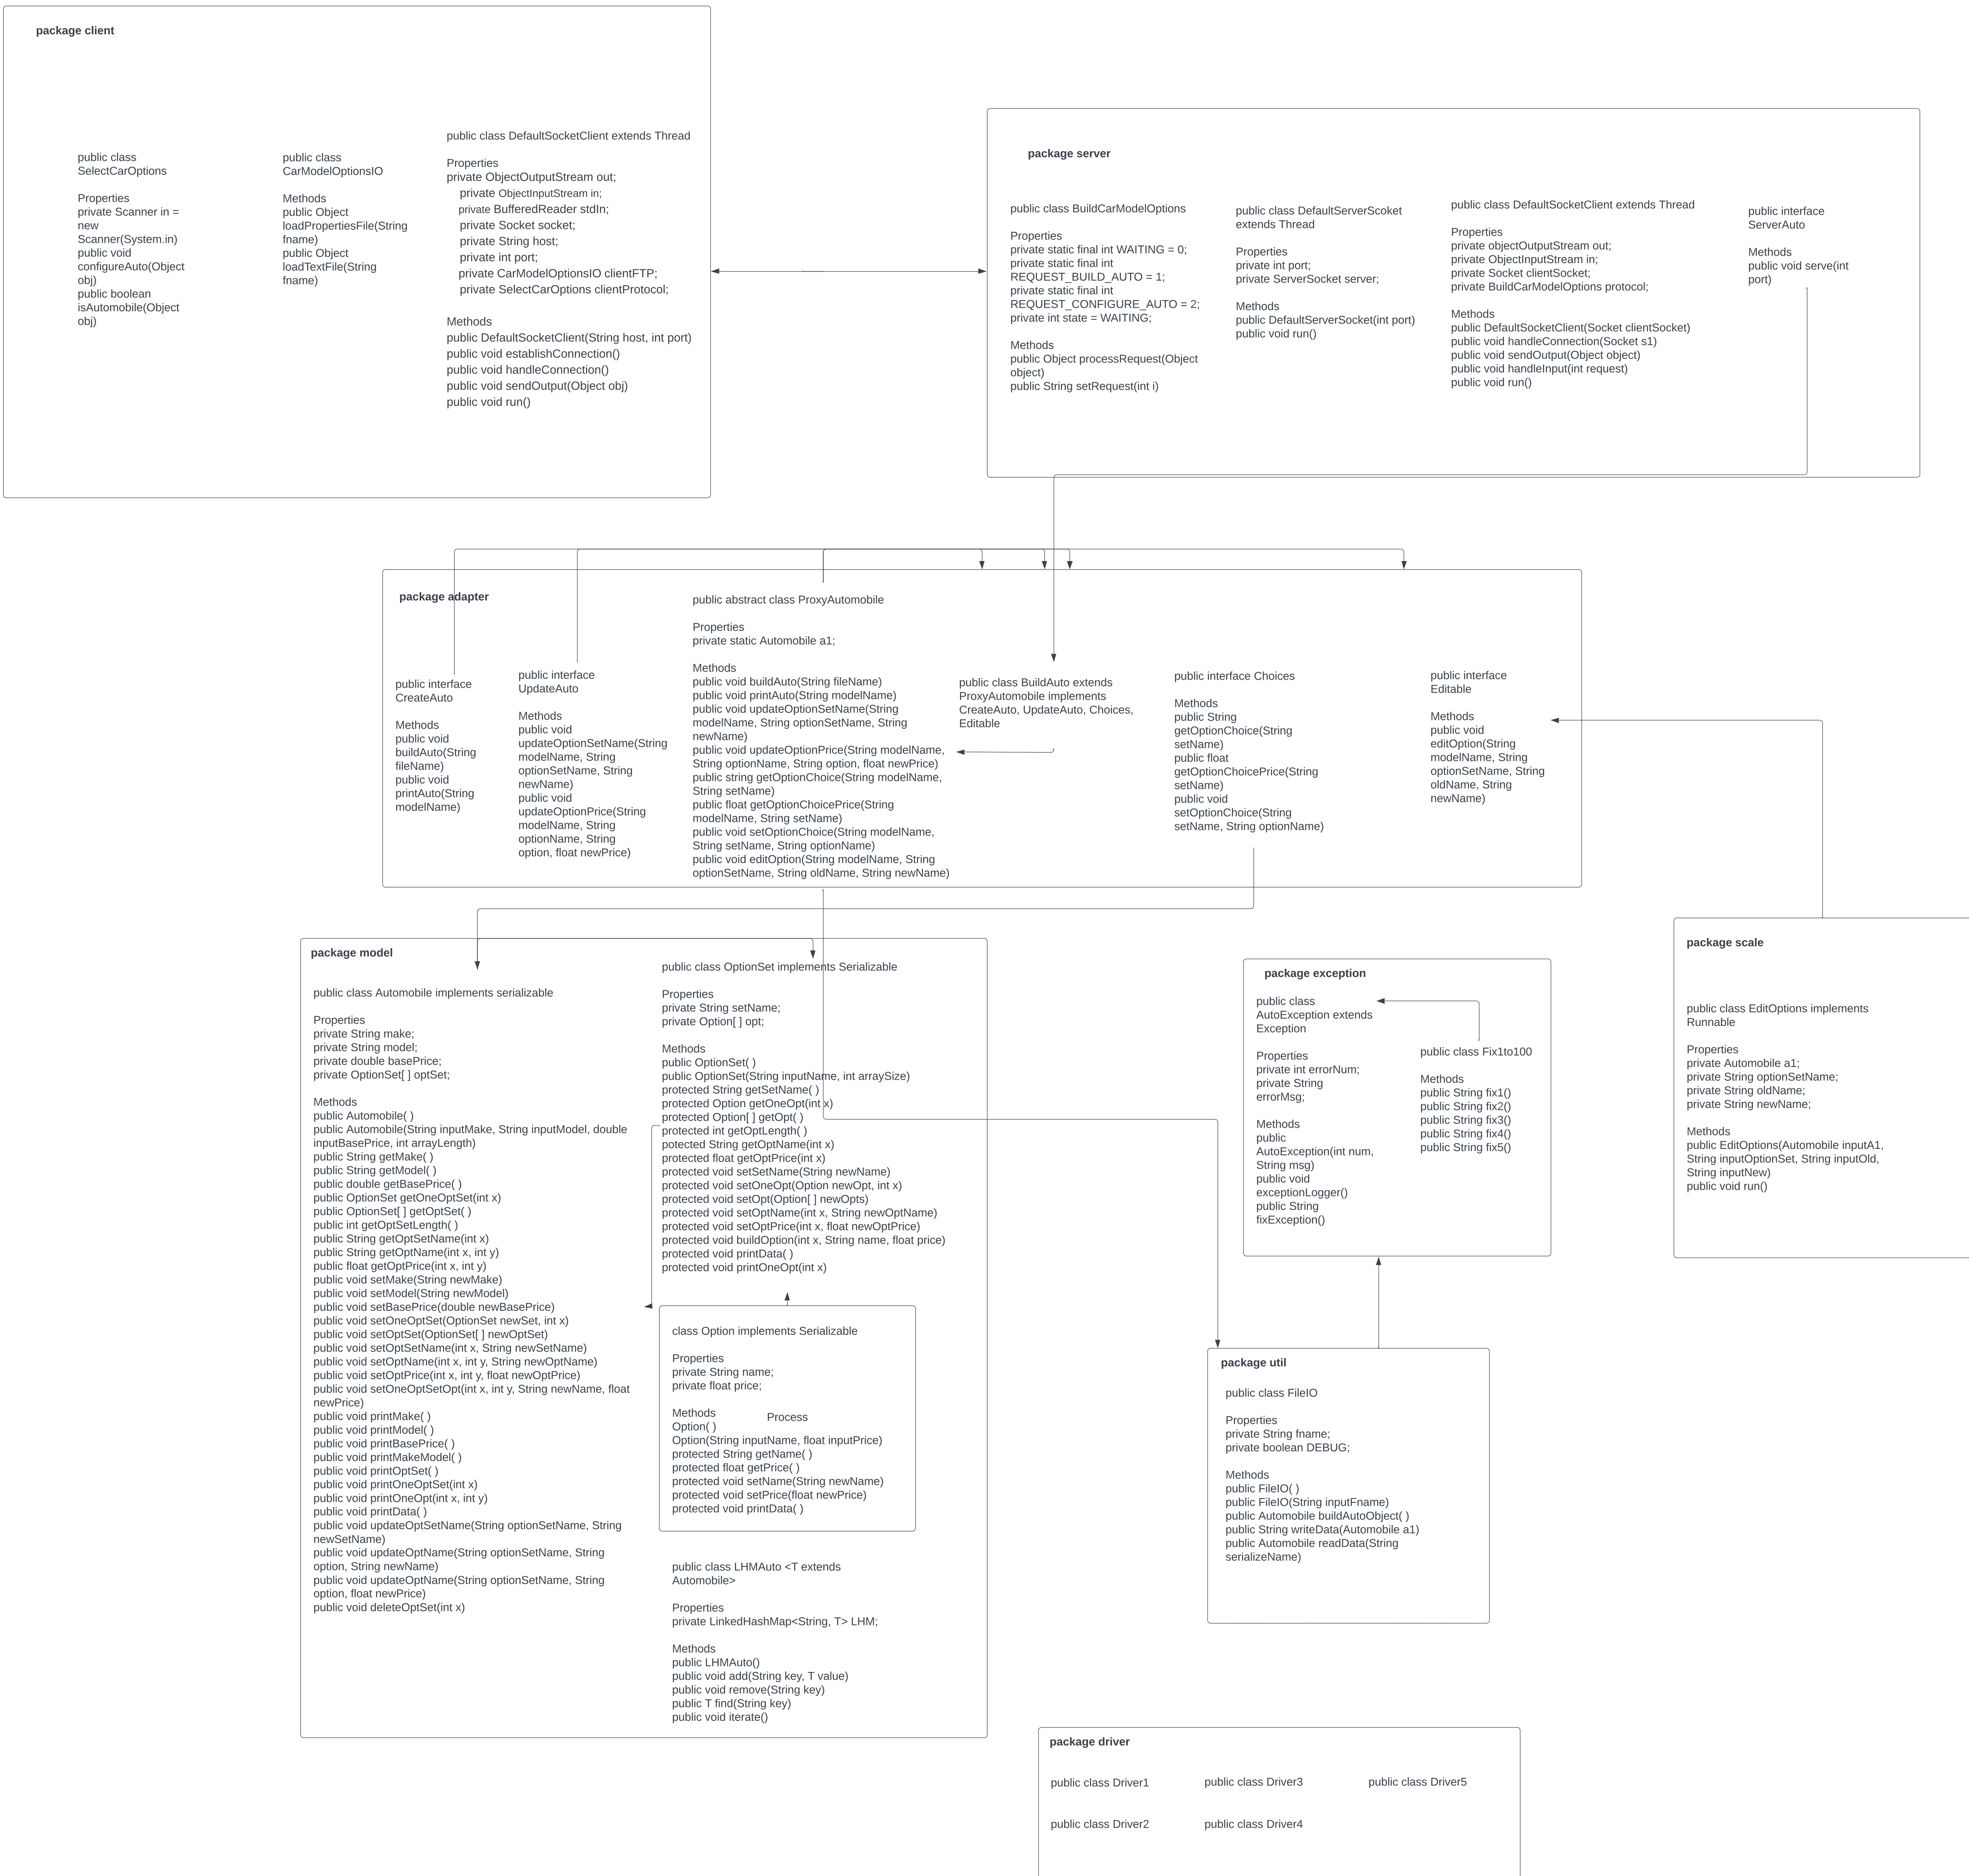 package client
public class
SelectCarOptions
Properties
private Scanner in =
new
Scanner(System.in)
public void
configureAuto(Object
obj)
public boolean
isAutomobile(Object
obj)
public class
CarModelOptionsIO
Methods
public Object
loadPropertiesFile(String
fname)
public Object
loadTextFile(String
fname)
public class DefaultSocketClient extends Thread
Properties
private ObjectOutputStream out;
private ObjectInputStream in;
private BufferedReader stdIn;
private Socket socket;
private String host;
private int port;
private CarModelOptionsIO clientFTP;
private SelectCarOptions clientProtocol;
Methods
public DefaultSocketClient(String host, int port)
public void establishConnection()
public void handleConnection()
public void sendOutput(Object obj)
public void run()
package server
public class BuildCarModelOptions
Properties
private static final int WAITING = 0;
private static final int
REQUEST_BUILD_AUTO = 1;
private static final int
REQUEST_CONFIGURE_AUTO = 2;
private int state = WAITING;
Methods
public Object processRequest(Object
object)
public String setRequest(int i)
public class DefaultServerScoket
extends Thread
Properties
private int port;
private ServerSocket server;
Methods
public DefaultServerSocket(int port)
public void run()
public class DefaultSocketClient extends Thread
Properties
private objectOutputStream out;
private ObjectInputStream in;
private Socket clientSocket;
private BuildCarModelOptions protocol;
Methods
public DefaultSocketClient(Socket clientSocket)
public void handleConnection(Socket s1)
public void sendOutput(Object object)
public void handleInput(int request)
public void run()
public interface
ServerAuto
Methods
public void serve(int
port)
package adapter
public interface
CreateAuto
Methods
public void
buildAuto(String
fileName)
public void
printAuto(String
modelName)
public interface
UpdateAuto
Methods
public void
updateOptionSetName(String
modelName, String
optionSetName, String
newName)
public void
updateOptionPrice(String
modelName, String
optionName, String
option, float newPrice)
public abstract class ProxyAutomobile
Properties
private static Automobile a1;
Methods
public void buildAuto(String fileName)
public void printAuto(String modelName)
public void updateOptionSetName(String
modelName, String optionSetName, String
newName)
public void updateOptionPrice(String modelName,
String optionName, String option, float newPrice)
public string getOptionChoice(String modelName,
String setName)
public float getOptionChoicePrice(String
modelName, String setName)
public void setOptionChoice(String modelName,
String setName, String optionName)
public void editOption(String modelName, String
optionSetName, String oldName, String newName)
public class BuildAuto extends
ProxyAutomobile implements
CreateAuto, UpdateAuto, Choices,
Editable
public interface Choices
Methods
public String
getOptionChoice(String
setName)
public float
getOptionChoicePrice(String
setName)
public void
setOptionChoice(String
setName, String optionName)
public interface
Editable
Methods
public void
editOption(String
modelName, String
optionSetName, String
oldName, String
newName)
package model
public class Automobile implements serializable
Properties
private String make;
private String model;
private double basePrice;
private OptionSet[ ] optSet;
Methods
public Automobile( )
public Automobile(String inputMake, String inputModel, double
inputBasePrice, int arrayLength)
public String getMake( )
public String getModel( )
public double getBasePrice( )
public OptionSet getOneOptSet(int x)
public OptionSet[ ] getOptSet( )
public int getOptSetLength( )
public String getOptSetName(int x)
public String getOptName(int x, int y)
public float getOptPrice(int x, int y)
public void setMake(String newMake)
public void setModel(String newModel)
public void setBasePrice(double newBasePrice)
public void setOneOptSet(OptionSet newSet, int x)
public void setOptSet(OptionSet[ ] newOptSet)
public void setOptSetName(int x, String newSetName)
public void setOptName(int x, int y, String newOptName)
public void setOptPrice(int x, int y, float newOptPrice)
public void setOneOptSetOpt(int x, int y, String newName, float
newPrice)
public void printMake( )
public void printModel( )
public void printBasePrice( )
public void printMakeModel( )
public void printOptSet( )
public void printOneOptSet(int x)
public void printOneOpt(int x, int y)
public void printData( )
public void updateOptSetName(String optionSetName, String
newSetName)
public void updateOptName(String optionSetName, String
option, String newName)
public void updateOptName(String optionSetName, String
option, float newPrice)
public void deleteOptSet(int x)
public class OptionSet implements Serializable
Properties
private String setName;
private Option[ ] opt;
Methods
public OptionSet( )
public OptionSet(String inputName, int arraySize)
protected String getSetName( )
protected Option getOneOpt(int x)
protected Option[ ] getOpt( )
protected int getOptLength( )
potected String getOptName(int x)
protected float getOptPrice(int x)
protected void setSetName(String newName)
protected void setOneOpt(Option newOpt, int x)
protected void setOpt(Option[ ] newOpts)
protected void setOptName(int x, String newOptName)
protected void setOptPrice(int x, float newOptPrice)
protected void buildOption(int x, String name, float price)
protected void printData( )
protected void printOneOpt(int x)
class Option implements Serializable
Properties
private String name;
private float price;
Methods
Process
Option( )
Option(String inputName, float inputPrice)
protected String getName( )
protected float getPrice( )
protected void setName(String newName)
protected void setPrice(float newPrice)
protected void printData( )
public class LHMAuto <T extends
Automobile>
Properties
private LinkedHashMap<String, T> LHM;
Methods
public LHMAuto()
public void add(String key, T value)
public void remove(String key)
public T find(String key)
public void iterate()
package exception
public class
AutoException extends
Exception
Properties
private int errorNum;
private String
errorMsg;
Methods
public
AutoException(int num,
String msg)
public void
exceptionLogger()
public String
fixException()
public class Fix1to100
Methods
public String fix1()
public String fix2()
public String fix3()
public String fix4()
public String fix5()
package scale
public class EditOptions implements
Runnable
Properties
private Automobile a1;
private String optionSetName;
private String oldName;
private String newName;
Methods
public EditOptions(Automobile inputA1,
String inputOptionSet, String inputOld,
String inputNew)
public void run()
package util
public class FileIO
Properties
private String fname;
private boolean DEBUG;
Methods
public FileIO( )
public FileIO(String inputFname)
public Automobile buildAutoObject( )
public String writeData(Automobile a1)
public Automobile readData(String
serializeName)
package driver
public class Driver1
public class Driver3
public class Driver5
public class Driver2
public class Driver4